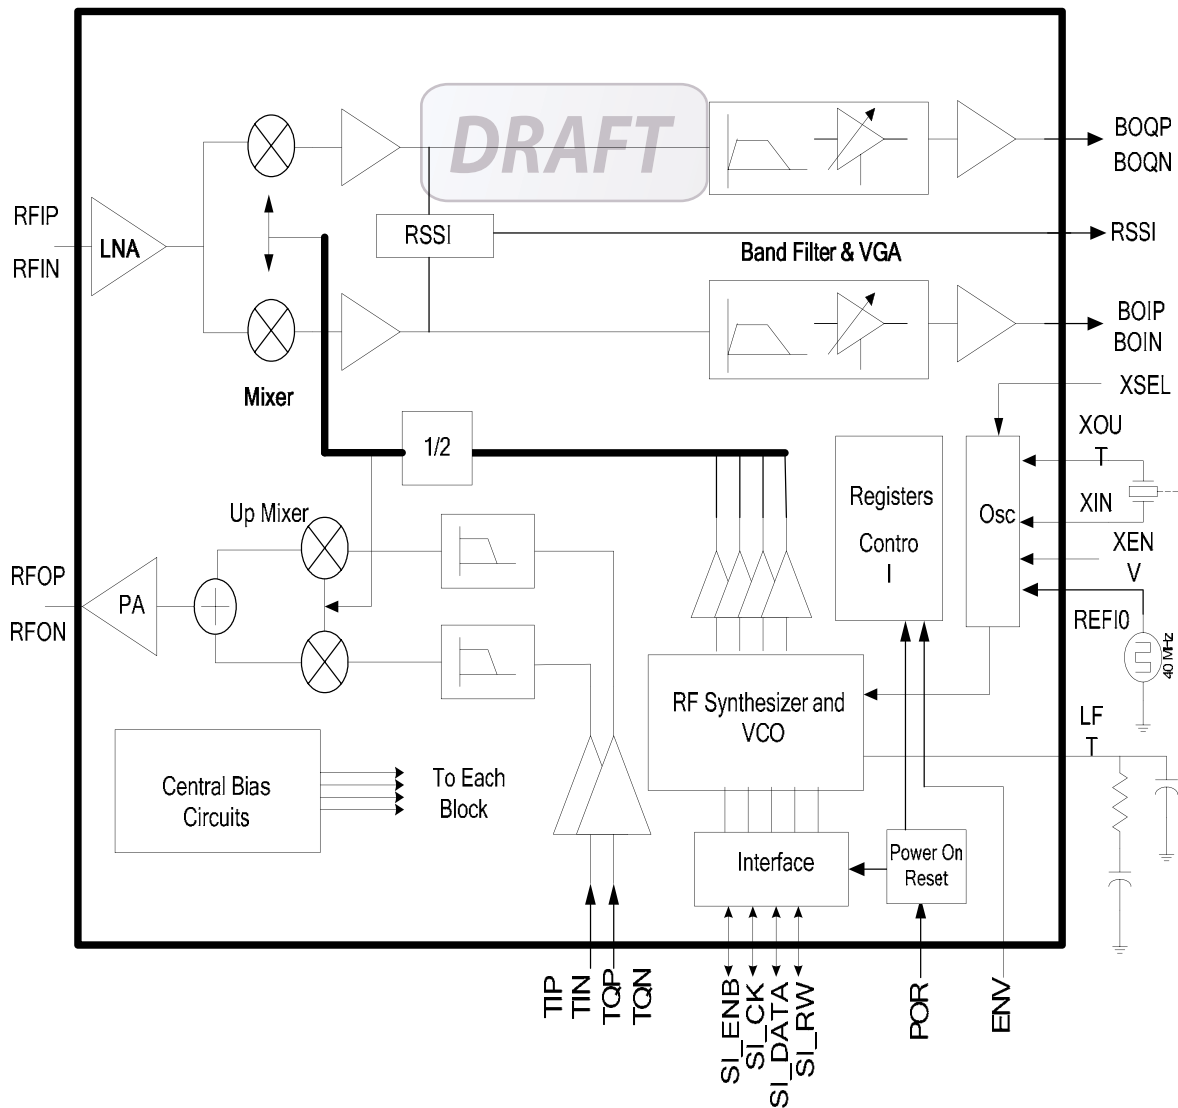 DRAFT
BOQP
BOQN
RFIP
RFIN
LNA
RSSI
RSSI
Band Filter & VGA
BOIP
BOIN
Mixer
XSEL
1/2
XOU
T
Registers
Contro
l
Osc
XIN
XEN
V
Up Mixer
RFOP
RFON
PA
REFI0
40 MHz
RF Synthesizer and
VCO
LF
T
Central Bias
Circuits
To Each
Block
Interface
Power On
Reset
TIP
TIN
TQP
TQN
SI_ENB
SI_CK
SI_DATA
SI_RW
POR
ENV